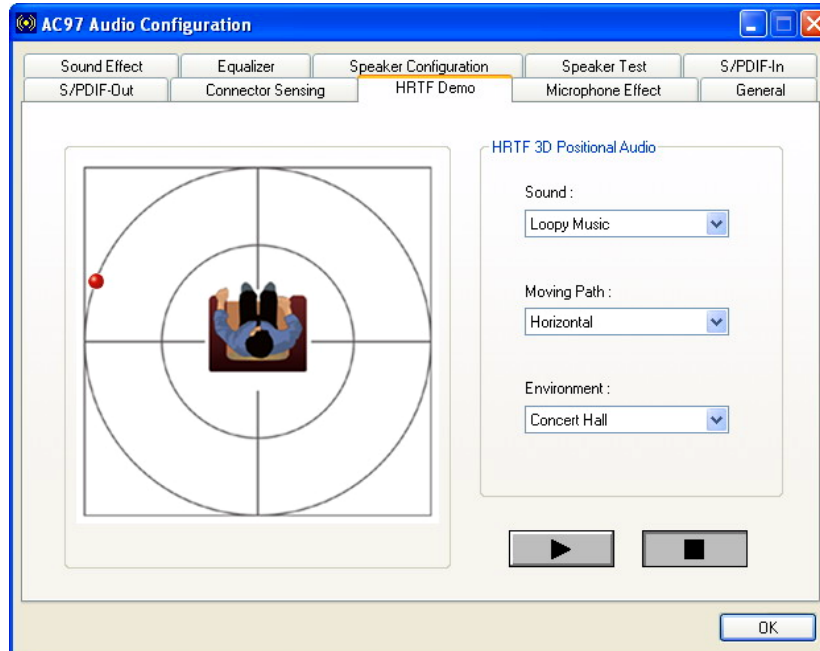 AC97 Audio Configuration
Sound Effect Equalizer Speaker Configuration Speaker Test S/PDIF-In
S/PDIF-Out Connector Sensing HRTF Demo Microphone Effect General
HRTF 3D Positional Audio
Sound :
Loopy Music
Moving Path :
Horizontal
Environment :
Concert Hall
OK